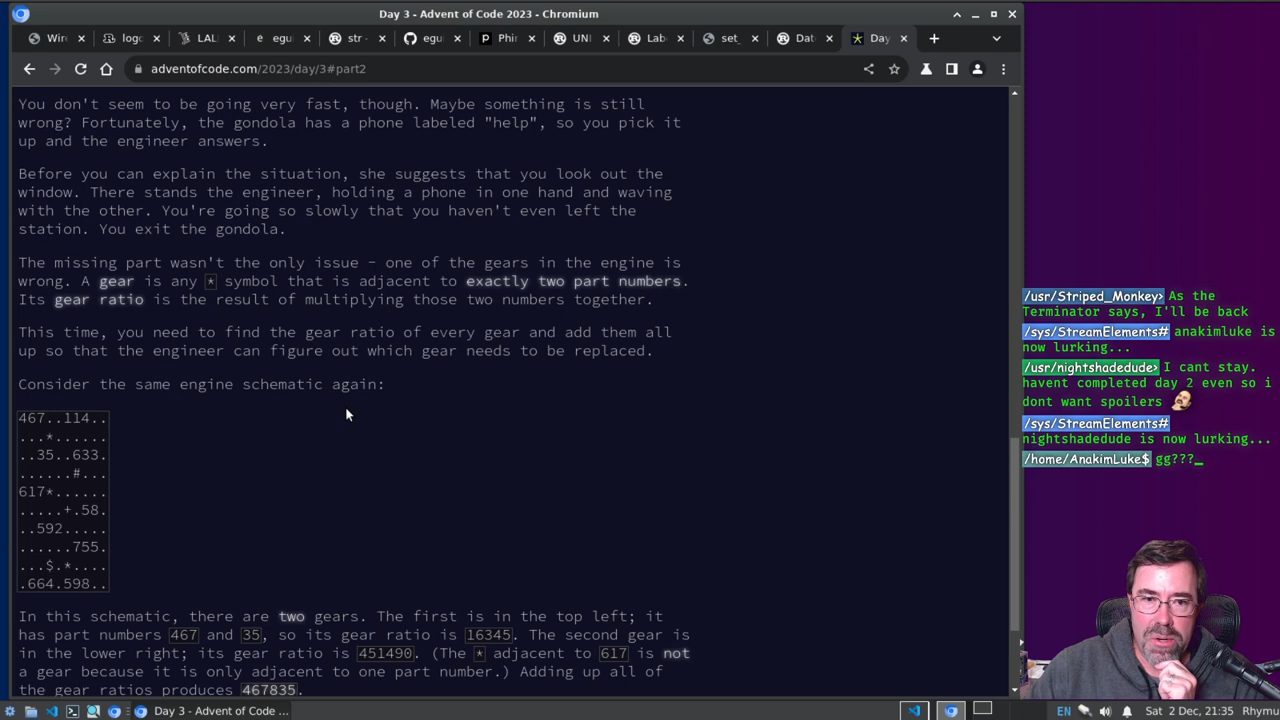 Day 3 - Advent of Code 2023 - Chromium
Wire
logo
LAL
egui
str -
egu
Phir
UNI
Lab
set_
Dat
Day
adventofcode.com/2023/day/3#part2
You don't seem to be going very fast, though. Maybe something is still
wrong? Fortunately, the gondola has a phone labeled "help", so you pick it
up and the engineer answers.
Before you can explain the situation, she suggests that you look out the
window. There stands the engineer, holding a phone in one hand and waving
with the other. You're going so slowly that you haven't even left the
station. You exit the gondola.
The missing part wasn't the only issue - one of the gears in the engine is
wrong. A gear is any * symbol that is adjacent to exactly two part numbers.
Its gear ratio is the result of multiplying those two numbers together.
This time, you need to find the gear ratio of every gear and add them all
up so that the engineer can figure out which gear needs to be replaced.
Consider the same engine schematic again:
467..114..
...*......
..35..633.
......#...
617*......
.....+.58.
..592.....
......755.
...$.*....
.664.598..
In this schematic, there are two gears. The first is in the top left; it
has part numbers 467 and 35, so its gear ratio is 16345. The second gear is
in the lower right; its gear ratio is 451490. (The * adjacent to 617 is not
a gear because it is only adjacent to one part number.) Adding up all of
the gear ratios produces 467835.
/usr/Striped_Monkey> As the
Terminator says, I'll be back
/sys/StreamElements# anakimluke is
now lurking...
/usr/nightshadedude> I cant stay.
havent completed day 2 even so i
dont want spoilers
/sys/StreamElements#
nightshadedude is now lurking...
/home/AnakimLuke$ gg???_
Day 3 - Advent of Code ...
EN
Sat 2 Dec, 21:35
Rhymu